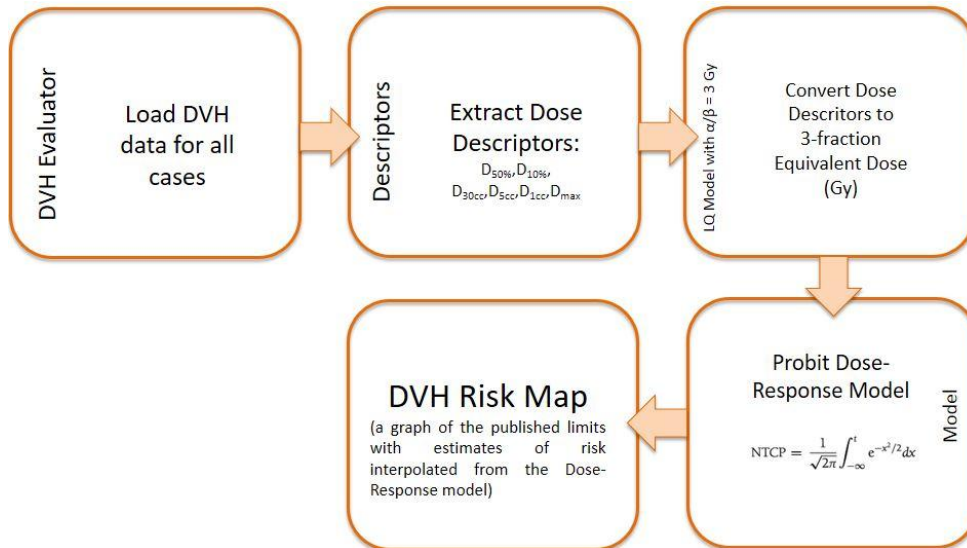 DVH Evaluator
Load DVH
data for all
cases
Descriptors
Extract Dose
Descriptors:
D50%,D10%,
D30cc,D5cc,D1cc,Dmax
LQ Model with α/β = 3 Gy
Convert Dose
Descritors to
3-fraction
Equivalent Dose
(Gy)
DVH Risk Map
(a graph of the published limits
with estimates of risk
interpolated from the Dose-
Response model)
Probit Dose-
Response Model
NTCP = 1/√2π ∫_{-∞}^{t} e^{-x²/2}dx
Model